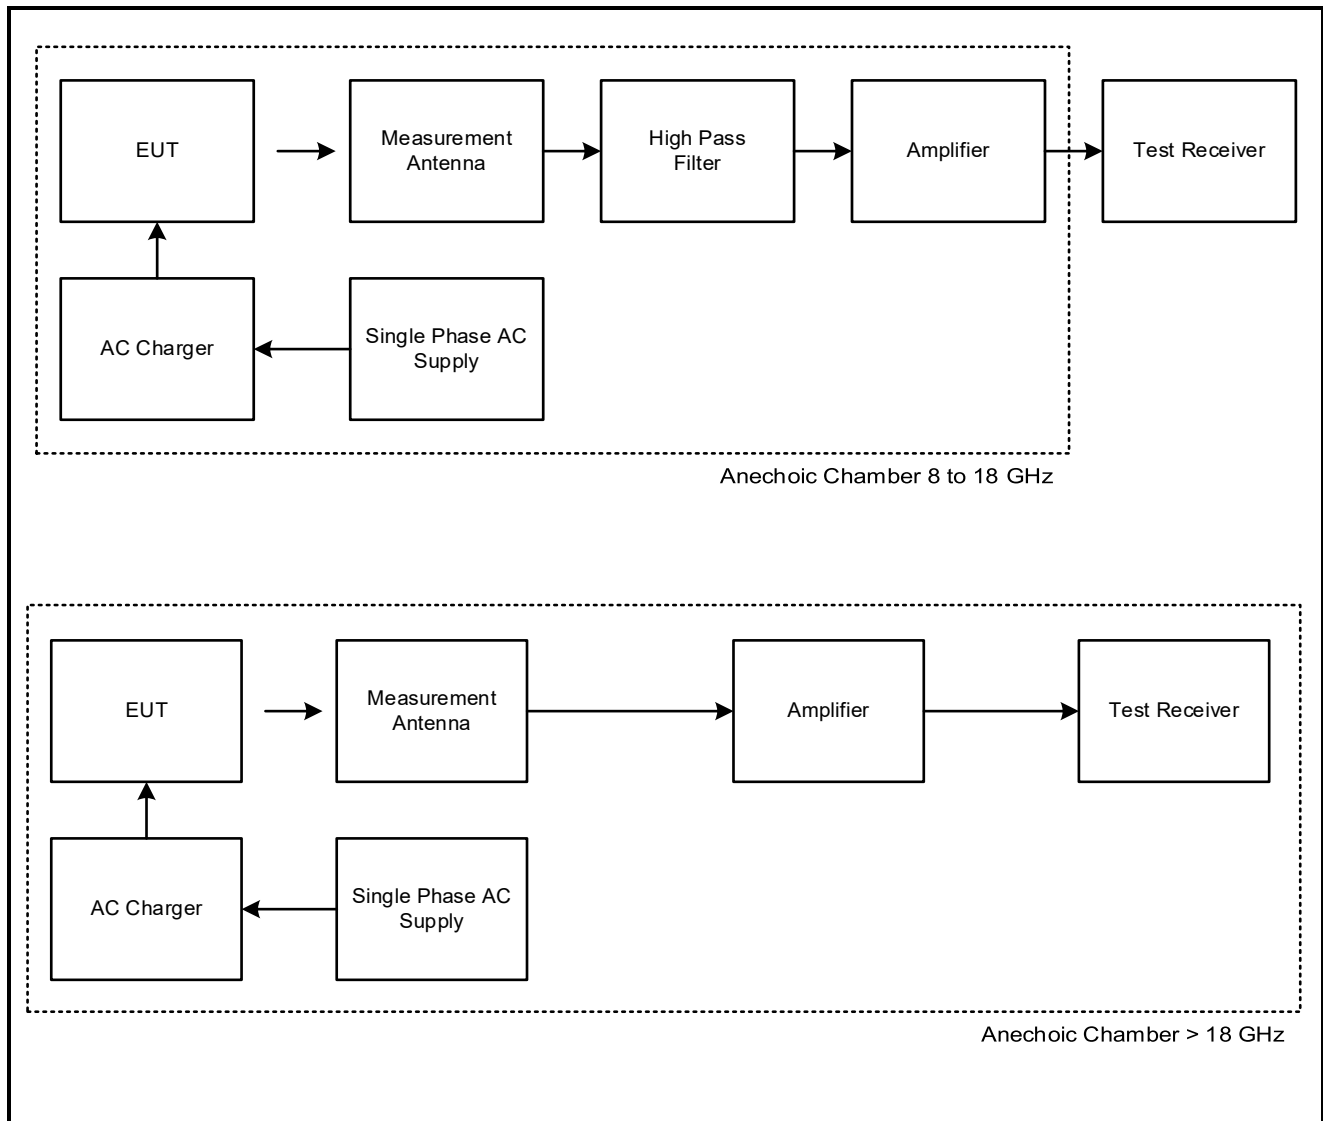 EUT
Measurement
Antenna
High Pass
Filter
Amplifier
Test Receiver
AC Charger
Single Phase AC
Supply
Anechoic Chamber 8 to 18 GHz
EUT
Measurement
Antenna
Amplifier
Test Receiver
AC Charger
Single Phase AC
Supply
Anechoic Chamber > 18 GHz